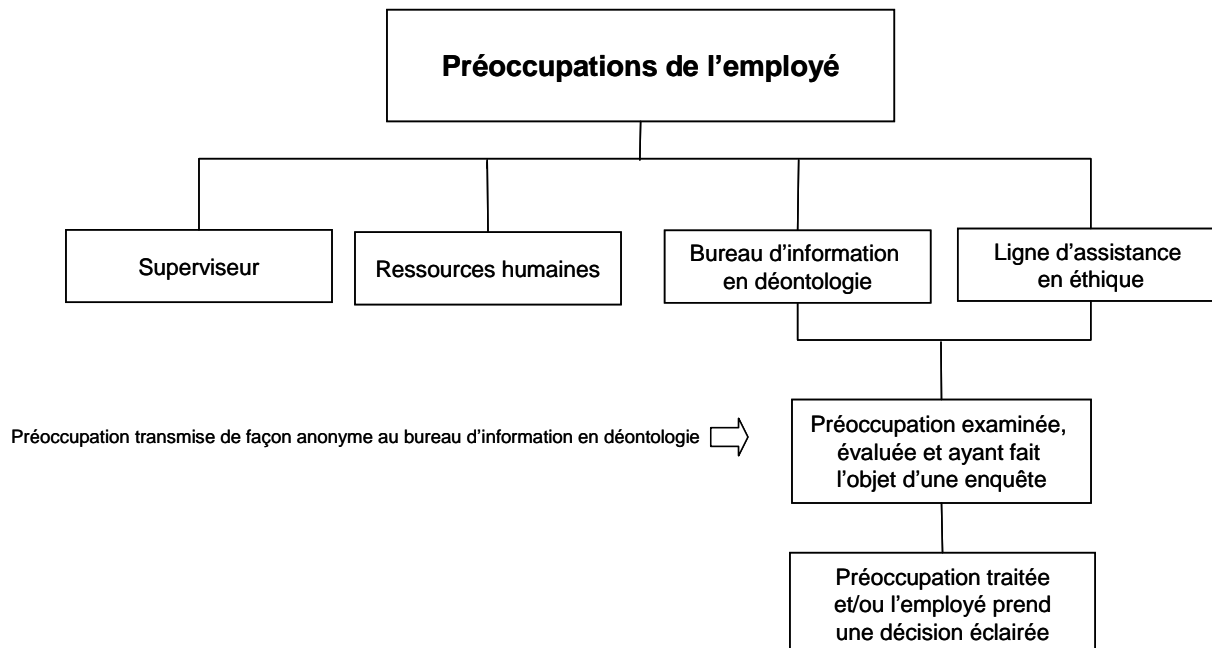 Préoccupations de l’employé
Superviseur
Ressources humaines
Bureau d’information
en déontologie
Ligne d’assistance
en éthique
Préoccupation transmise de façon anonyme au bureau d’information en déontologie
Préoccupation examinée,
évaluée et ayant fait
l’objet d’une enquête
Préoccupation traitée
et/ou l’employé prend
une décision éclairée